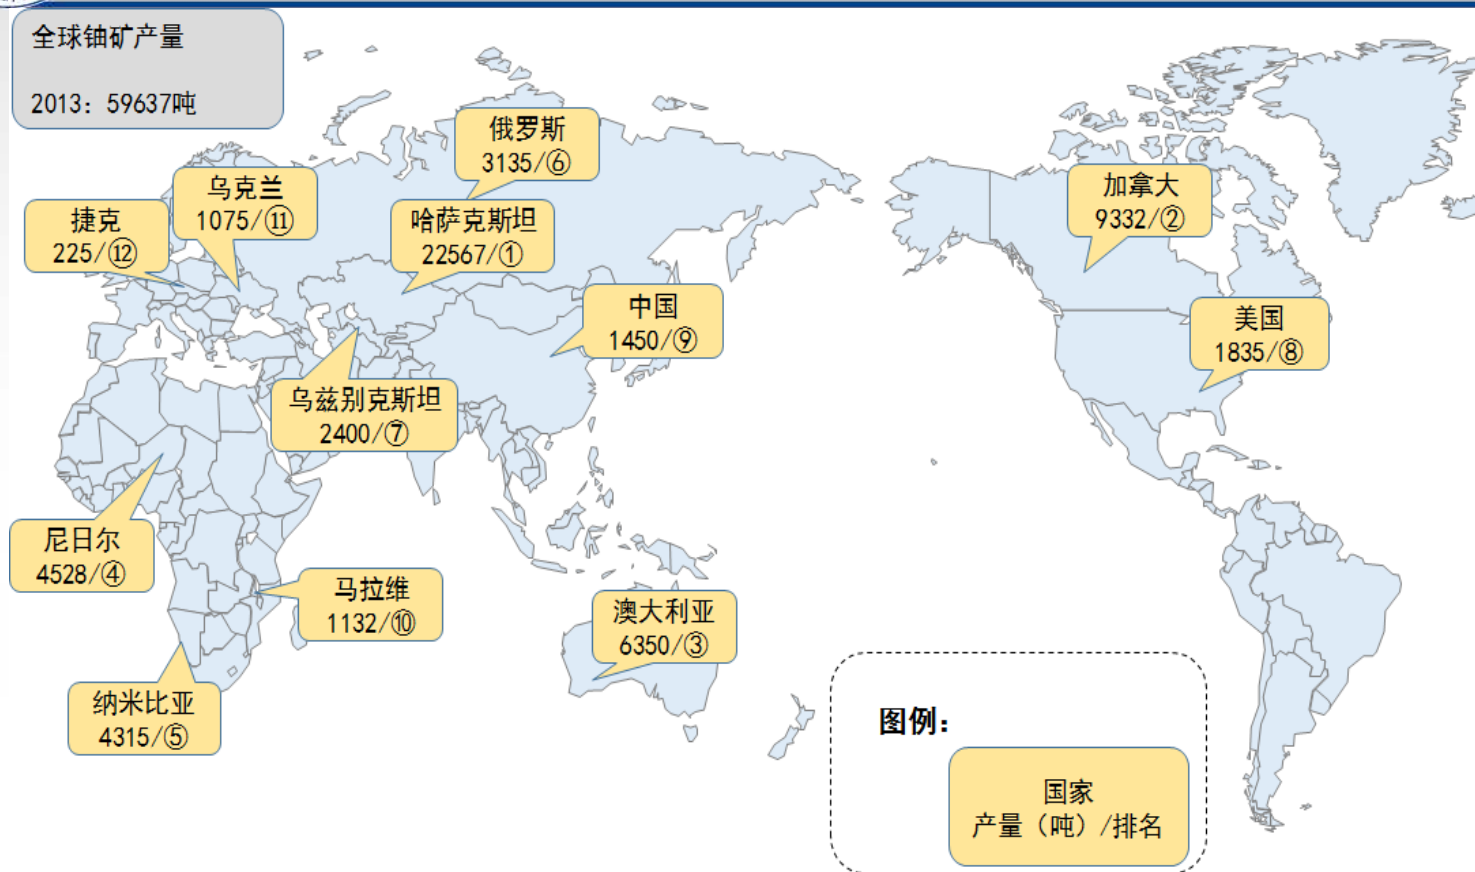 全球铀矿产量
2013：59637吨
俄罗斯
3135/⑥
乌克兰
1075/⑪
加拿大
9332/②
捷克
225/⑫
哈萨克斯坦
22567/①
中国
1450/⑨
美国
1835/⑧
乌兹别克斯坦
2400/⑦
尼日尔
4528/④
马拉维
1132/⑩
澳大利亚
6350/③
纳米比亚
4315/⑤
图例：
国家
产量（吨）/排名